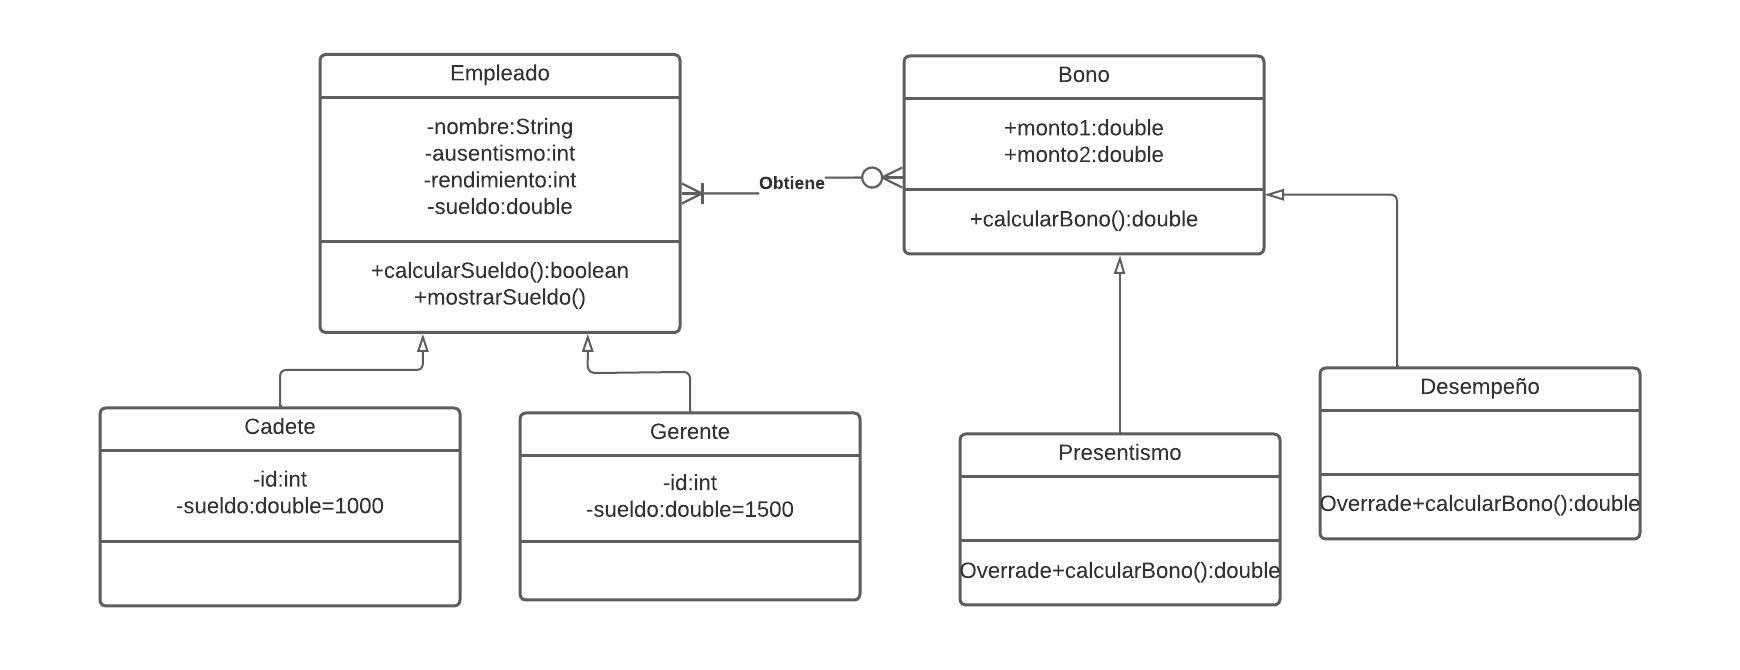 Empleado
-nombre:String
-ausentismo:int
-rendimiento:int
-sueldo:double
+calcularSueldo():boolean
+mostrarSueldo()
Obtiene
Bono
+monto1:double
+monto2:double
+calcularBono():double
Cadete
-id:int
-sueldo:double=1000
Gerente
-id:int
-sueldo:double=1500
Presentismo
Overrade+calcularBono():double
Desempeño
Overrade+calcularBono():double